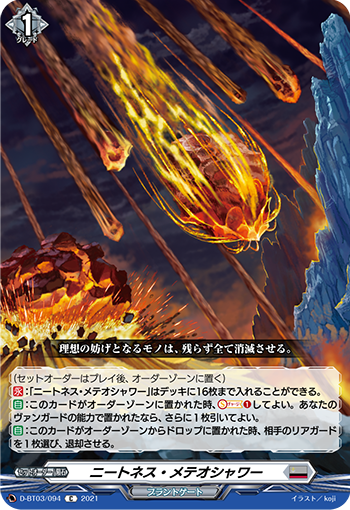 1
グレード
理想の妨げとなるモノは、残らず全て消滅させる。
(セットオーダーはプレイ後、オーダーゾーンに置く)
永:「ニートネス・メテオシャワー」はデッキに16枚まで入れることができる。
自:このカードがオーダーゾーンに置かれた時、1してよい。あなたの
ヴァンガードの能力で置かれたなら、さらに1枚引いてよい。
自:このカードがオーダーゾーンからドロップに置かれた時、相手のリアガード
を1枚選び、退却させる。
セットオーダー
ニートネス・メテオシャワー
D-BT03/094 C 2021
ブラントゲート
イラスト/ koji